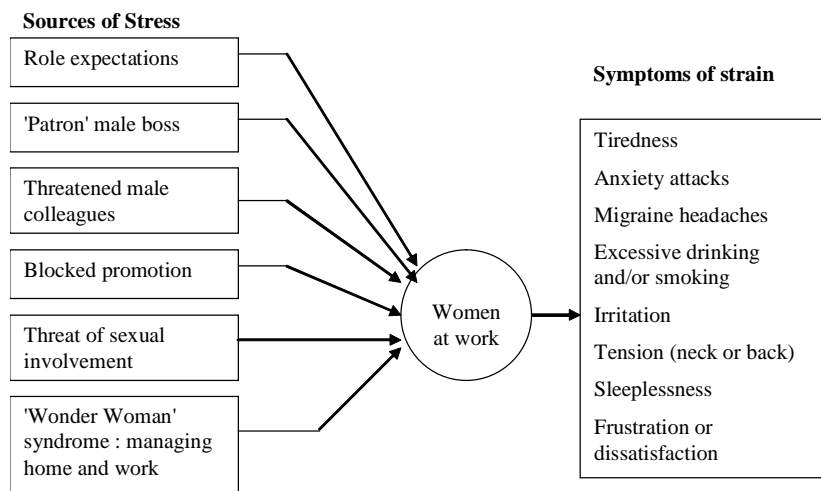 Sources of Stress
Role expectations
'Patron' male boss
Threatened male
colleagues
Blocked promotion
Threat of sexual
involvement
'Wonder Woman'
syndrome : managing
home and work
Women
at work
Symptoms of strain
Tiredness
Anxiety attacks
Migraine headaches
Excessive drinking
and/or smoking
Irritation
Tension (neck or back)
Sleeplessness
Frustration or
dissatisfaction